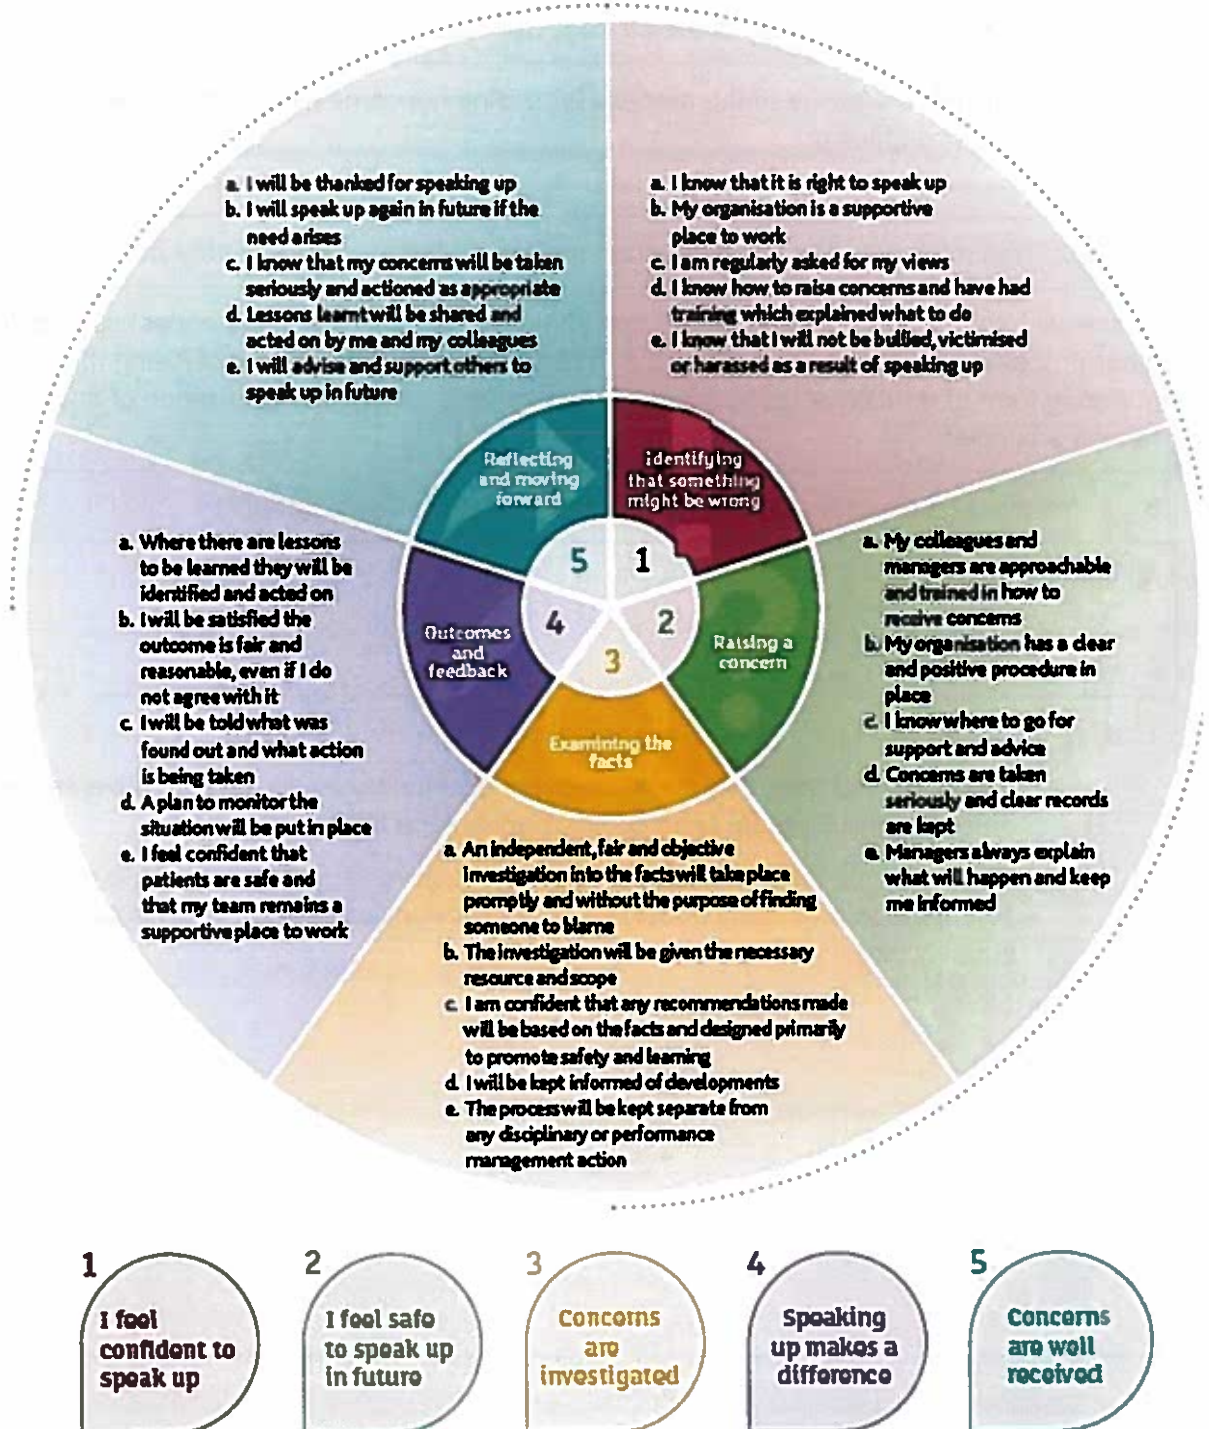 a. I will be thanked for speaking up
b. I will speak up again in future if the
need arises
c. I know that my concerns will be taken
seriously and actioned as appropriate
d. Lessons learnt will be shared and
acted on by me and my colleagues
e. I will advise and support others to
speak up in future
a. I know that it is right to speak up
b. My organisation is a supportive
place to work
c. I am regularly asked for my views
d. I know how to raise concerns and have had
training which explained what to do
e. I know that I will not be bullied, victimised
or harassed as a result of speaking up
Reflecting
and moving
forward
Identifying
that something
might be wrong
5
1
4
2
3
Outcomes
and
feedback
Raising a
concern
Examining the
facts
a. Where there are lessons
to be learned they will be
identified and acted on
b. I will be satisfied the
outcome is fair and
reasonable, even if I do
not agree with it
c. I will be told what was
found out and what action
is being taken
d. A plan to monitor the
situation will be put in place
e. I feel confident that
patients are safe and
that my team remains a
supportive place to work
a. My colleagues and
managers are approachable
and trained in how to
receive concerns
b. My organisation has a clear
and positive procedure in
place
c. I know where to go for
support and advice
d. Concerns are taken
seriously and clear records
are kept
e. Managers always explain
what will happen and keep
me informed
a. An independent, fair and objective
investigation into the facts will take place
promptly and without the purpose of finding
someone to blame
b. The investigation will be given the necessary
resource and scope
c. I am confident that any recommendations made
will be based on the facts and designed primarily
to promote safety and learning
d. I will be kept informed of developments
e. The process will be kept separate from
any disciplinary or performance
management action
1
I feel
confident to
speak up
2
I feel safe
to speak up
in future
3
Concerns
are
investigated
4
Speaking
up makes a
difference
5
Concerns
are well
received